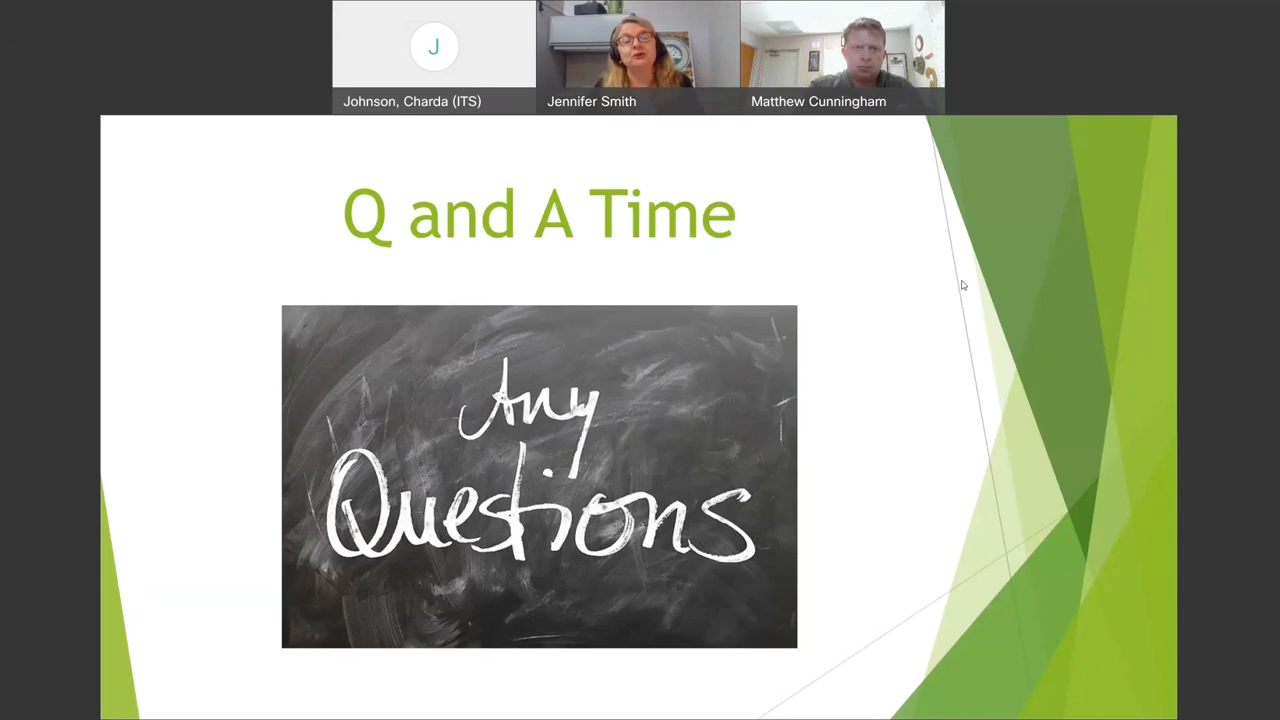 J
Johnson, Charda (ITS)
Jennifer Smith
Matthew Cunningham
Q and A Time
Any
Questions